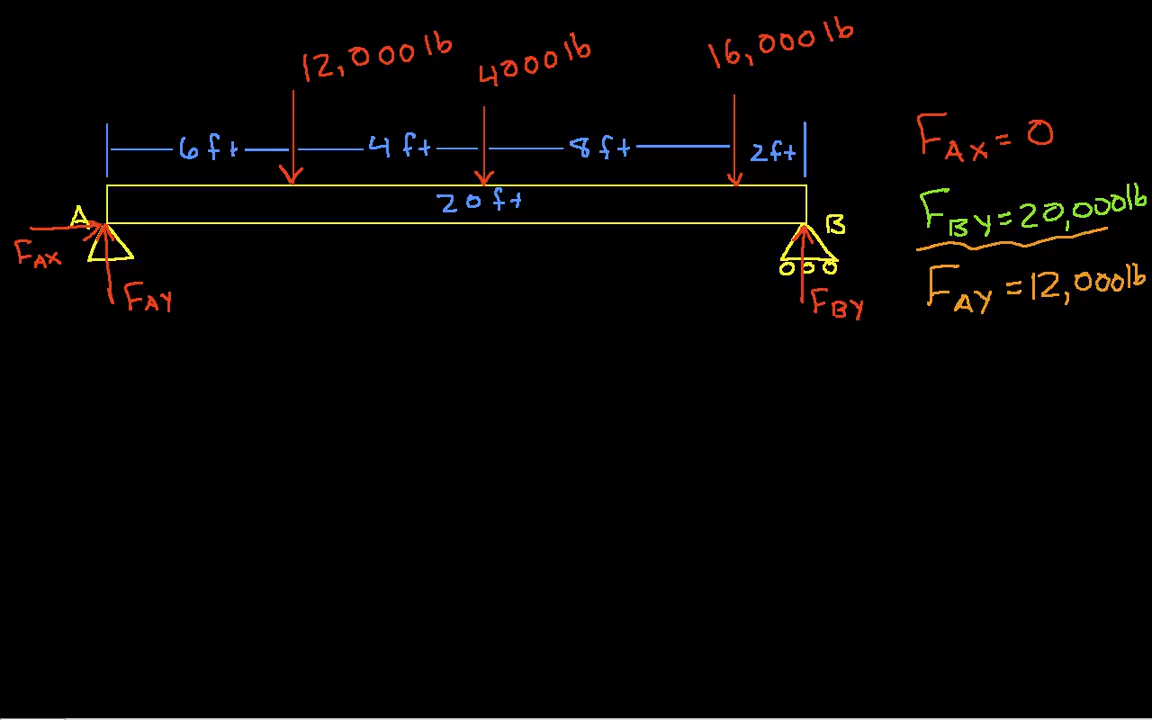 12,000 lb 4000 lb 16,000 lb
6 ft 4 ft 8 ft 2 ft
20 ft
A B
FAX FAY FBY
FAX = 0
FBY = 20,000 lb
FAY = 12,000 lb